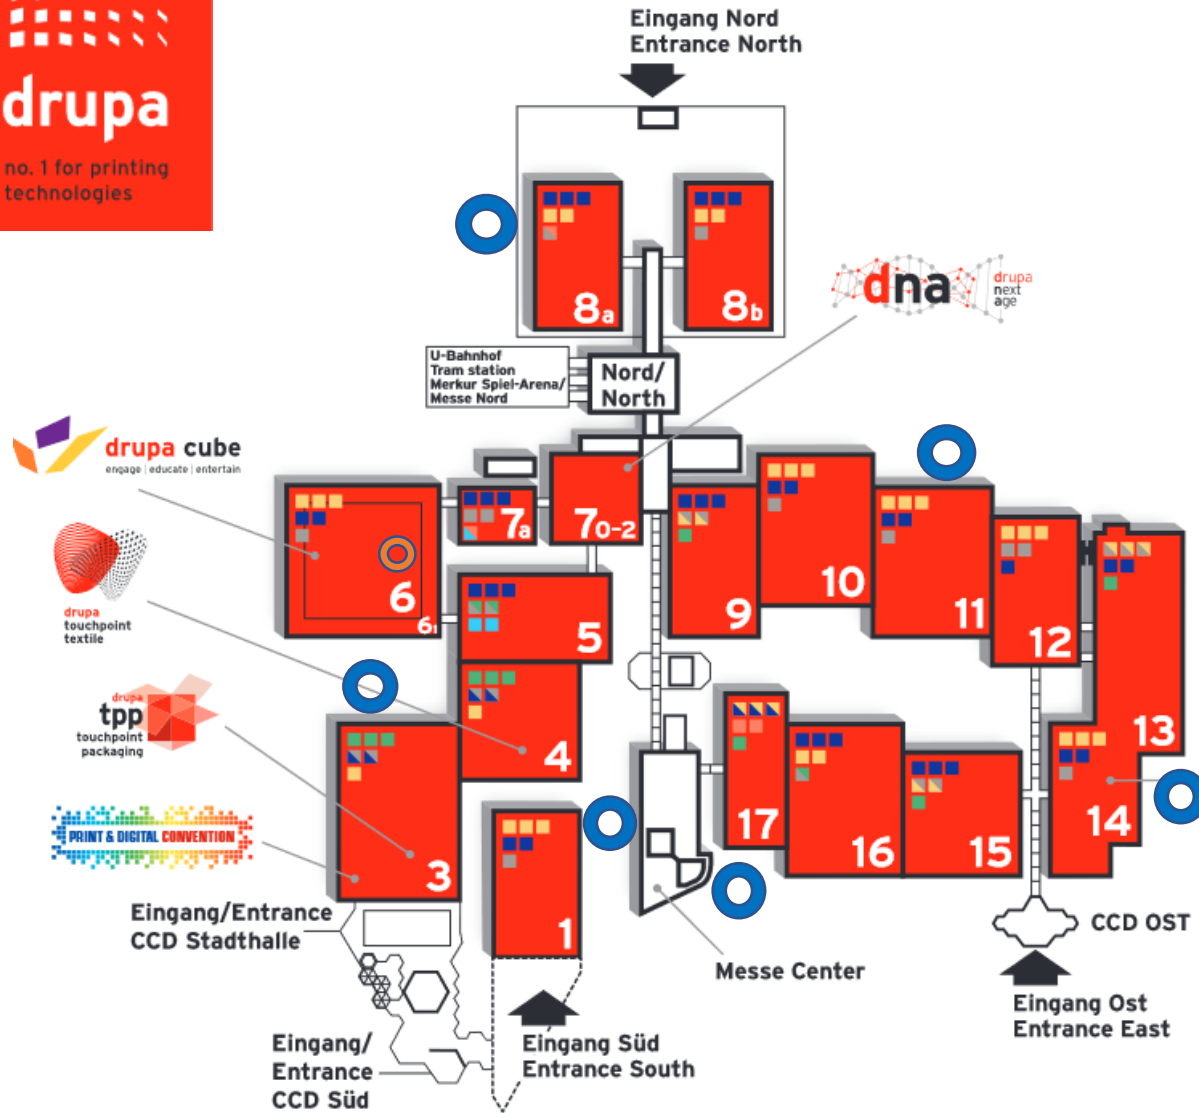 drupa
no. 1 for printing
technologies
Eingang Nord
Entrance North
8a
8b
dna
drupa
next
age
U-Bahnhof
Tram station
Merkur Spiel-Arena/
Messe Nord
Nord/
North
drupa cube
engage | educate | entertain
7a
70-2
6
61
5
9
10
11
12
13
drupa
touchpoint
textile
drupa
tpp
touchpoint
packaging
4
3
PRINT & DIGITAL CONVENTION
1
17
16
15
14
Eingang/Entrance
CCD Stadthalle
CCD OST
Messe Center
Eingang Ost
Entrance East
Eingang/
Entrance
CCD Süd
Eingang Süd
Entrance South